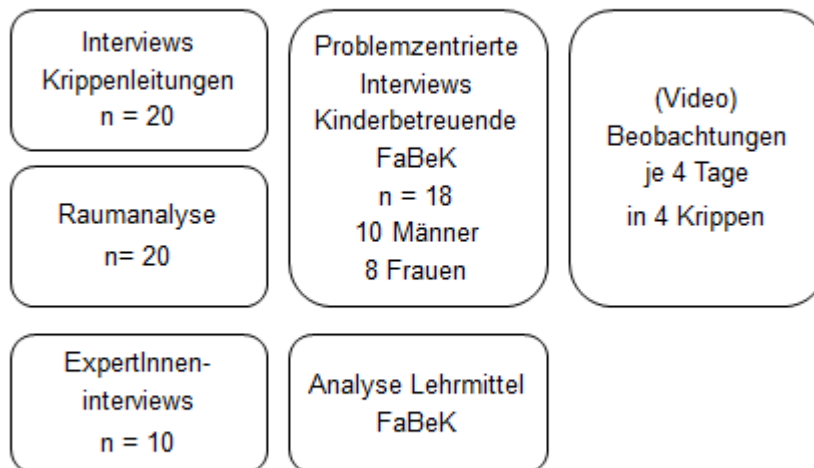 Interviews
Krippenleitungen
n = 20
Raumanalyse
n= 20
Problemzentrierte
Interviews
Kinderbetreuende
FaBeK
n = 18
10 Männer
8 Frauen
(Video)
Beobachtungen
je 4 Tage
in 4 Krippen
ExpertInnen-
interviews
n = 10
Analyse Lehrmittel
FaBeK